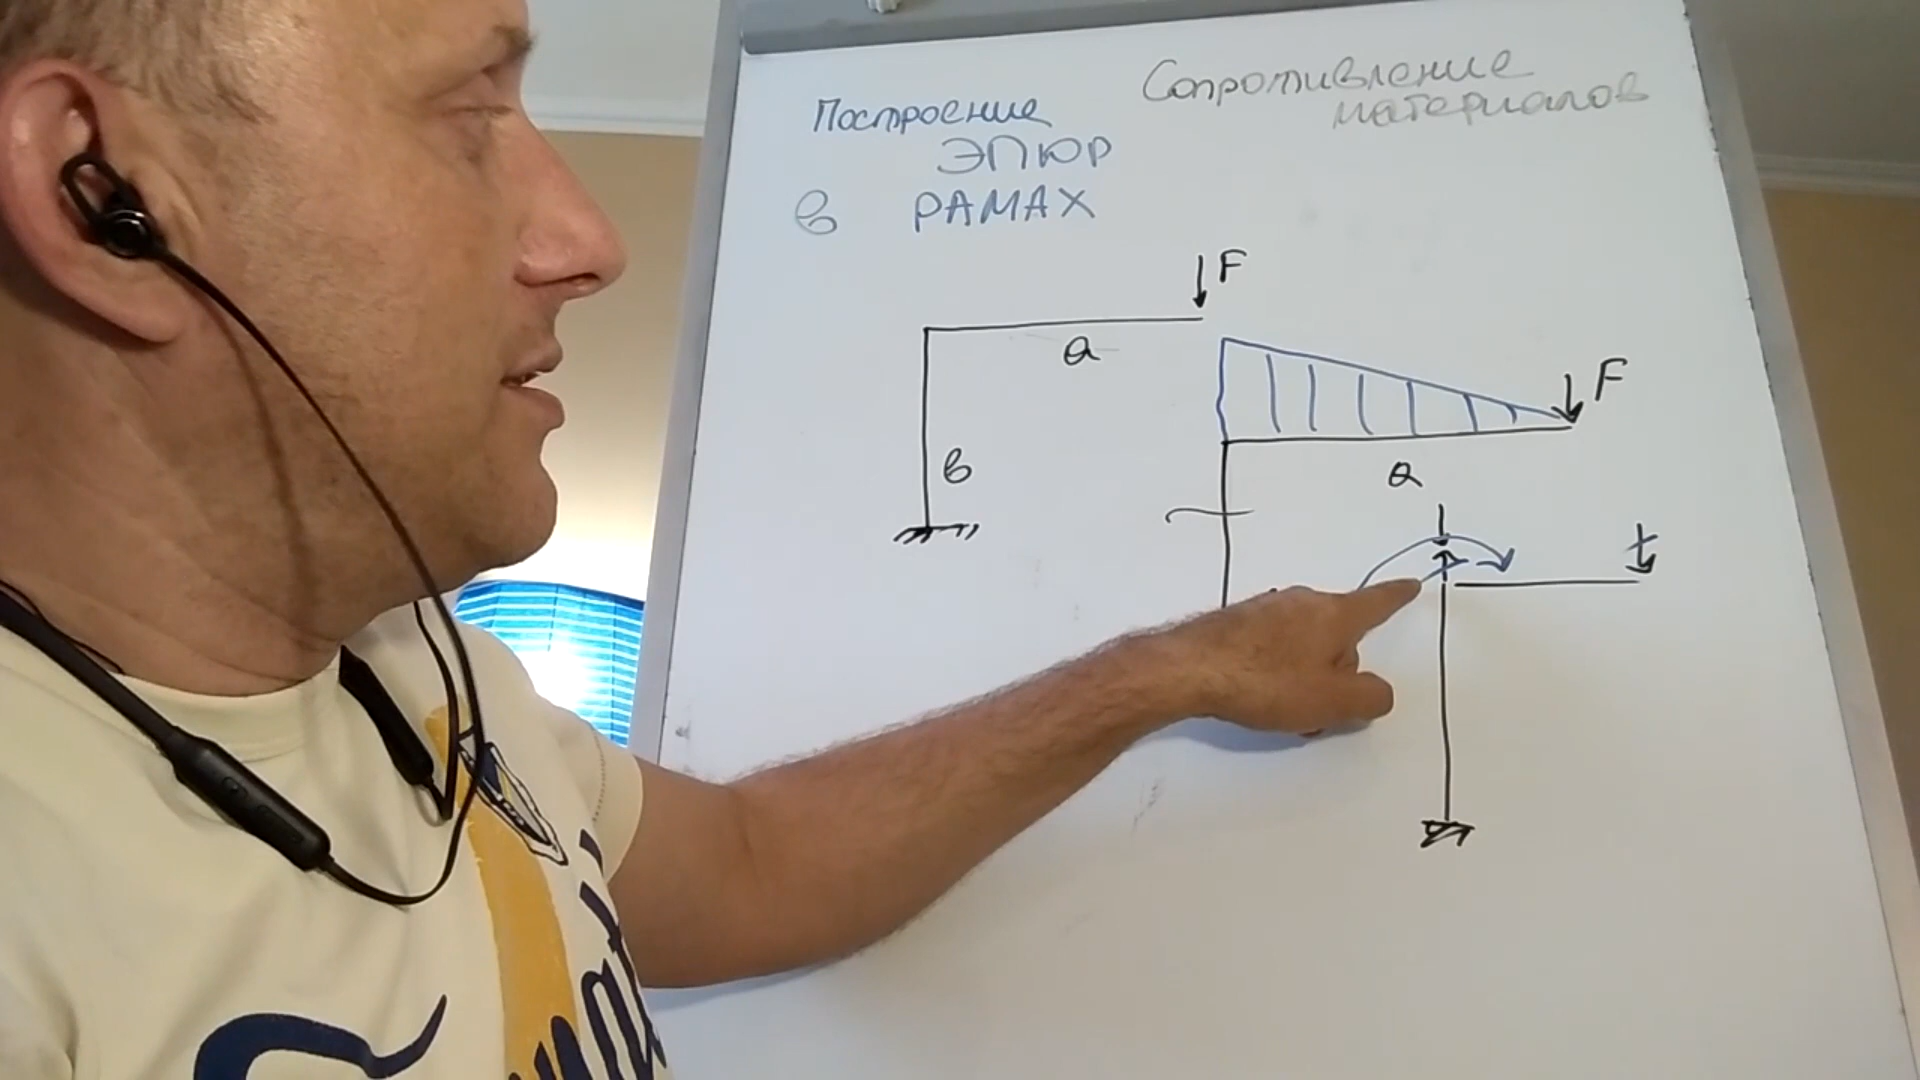 Построение
ЭПЮР
в РАМАХ
Сопротивление
материалов
F
a
в
F
a